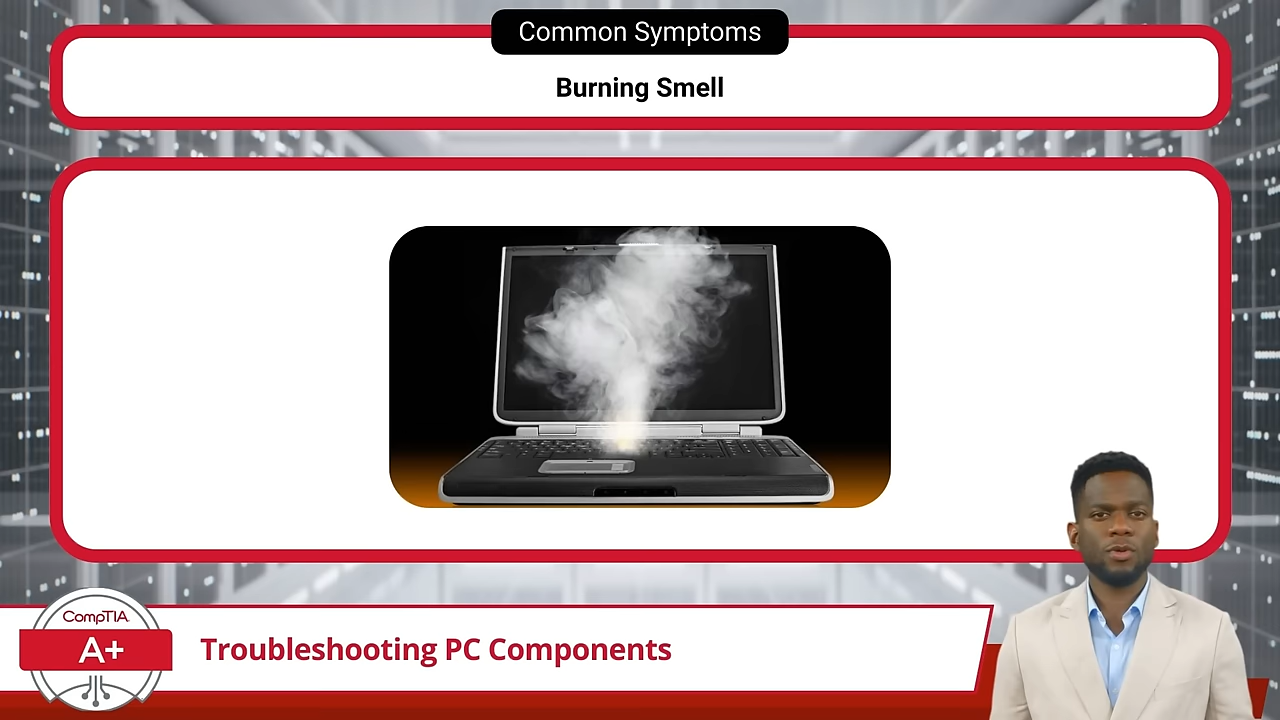 Common Symptoms
Burning Smell
CompTIA
A+
Troubleshooting PC Components